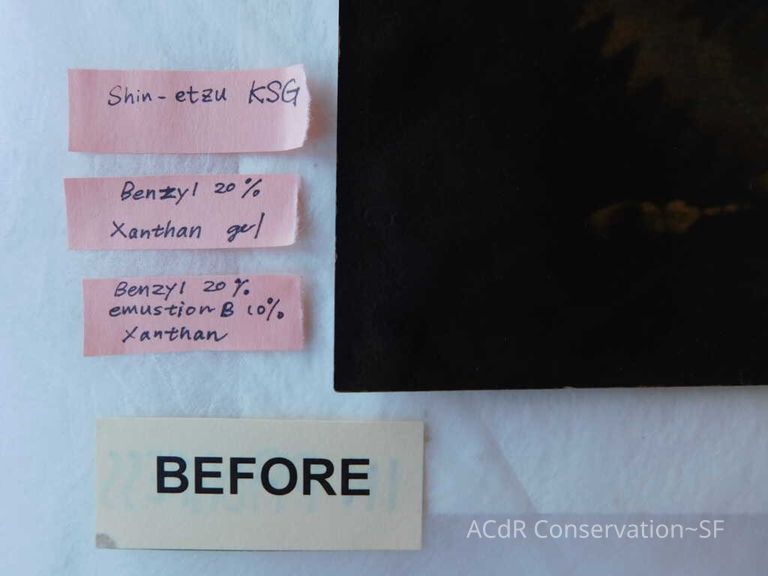 Shin-etzu KSG
Benzyl 20%
Xanthan gel
Benzyl 20%
emustion B 10%
Xanthan
BEFORE
ACdR Conservation~SF